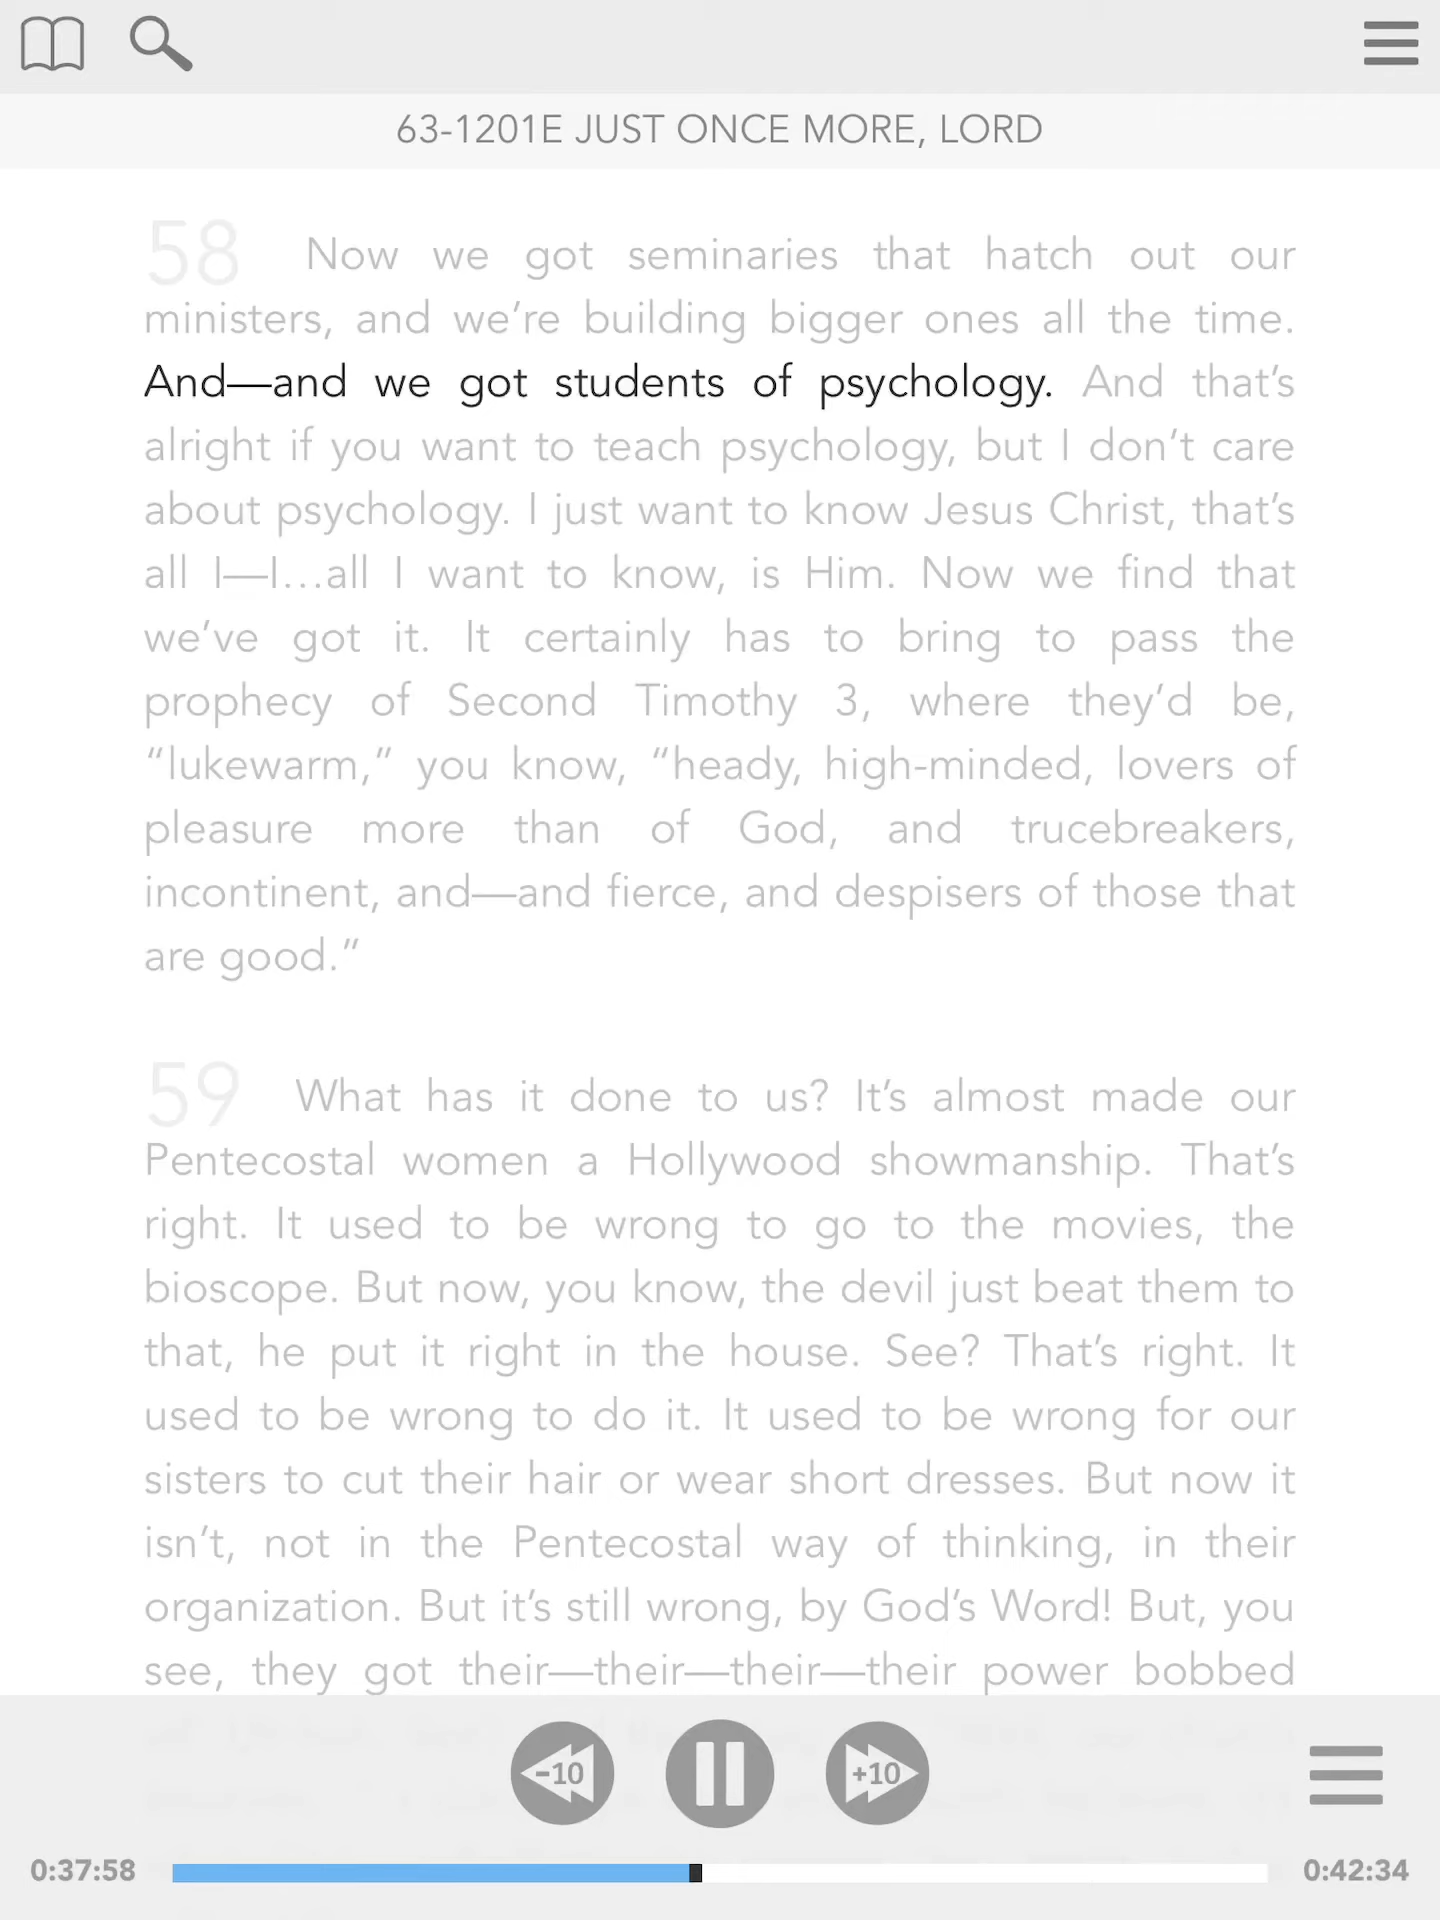 63-1201E JUST ONCE MORE, LORD
58 Now we got seminaries that hatch out our
ministers, and we’re building bigger ones all the time.
And—and we got students of psychology. And that’s
alright if you want to teach psychology, but I don’t care
about psychology. I just want to know Jesus Christ, that’s
all I—I…all I want to know, is Him. Now we find that
we’ve got it. It certainly has to bring to pass the
prophecy of Second Timothy 3, where they’d be,
“lukewarm,” you know, “heady, high-minded, lovers of
pleasure more than of God, and trucebreakers,
incontinent, and—and fierce, and despisers of those that
are good.”
59 What has it done to us? It’s almost made our
Pentecostal women a Hollywood showmanship. That’s
right. It used to be wrong to go to the movies, the
bioscope. But now, you know, the devil just beat them to
that, he put it right in the house. See? That’s right. It
used to be wrong to do it. It used to be wrong for our
sisters to cut their hair or wear short dresses. But now it
isn’t, not in the Pentecostal way of thinking, in their
organization. But it’s still wrong, by God’s Word! But, you
see, they got their—their—their—their power bobbed
-10 +10
0:37:58 0:42:34